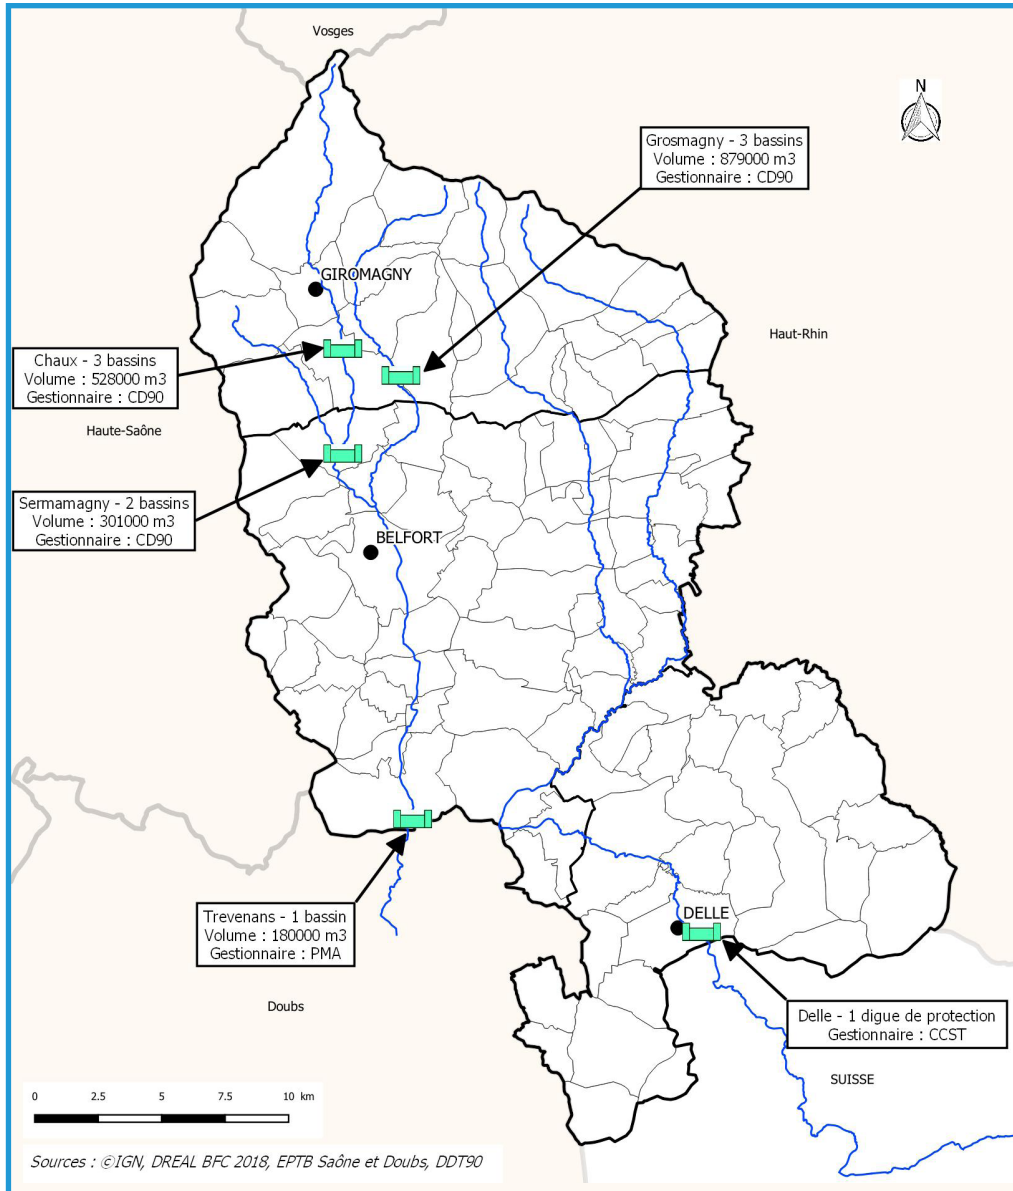 Vosges
N
Grosmagny - 3 bassins
Volume : 879000 m3
Gestionnaire : CD90
GIROMAGNY
Haut-Rhin
Chaux - 3 bassins
Volume : 528000 m3
Gestionnaire : CD90
Haute-Saône
Sermamagny - 2 bassins
Volume : 301000 m3
Gestionnaire : CD90
BELFORT
Trevenans - 1 bassin
Volume : 180000 m3
Gestionnaire : PMA
DELLE
Doubs
Delle - 1 digue de protection
Gestionnaire : CCST
SUISSE
0 2.5 5 7.5 10 km
Sources : ©IGN, DREAL BFC 2018, EPTB Saône et Doubs, DDT90